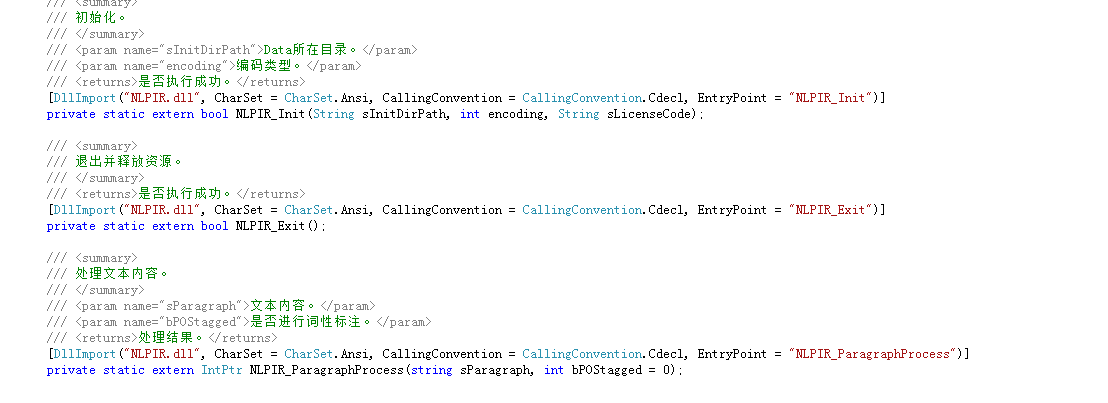 /// <summary>
/// 初始化。
/// </summary>
/// <param name="sInitDirPath">Data所在目录。</param>
/// <param name="encoding">编码类型。</param>
/// <returns>是否执行成功。</returns>
[DllImport("NLPIR.dll", CharSet = CharSet.Ansi, CallingConvention = CallingConvention.Cdecl, EntryPoint = "NLPIR_Init")]
private static extern bool NLPIR_Init(String sInitDirPath, int encoding, String sLicenseCode);
/// <summary>
/// 退出并释放资源。
/// </summary>
/// <returns>是否执行成功。</returns>
[DllImport("NLPIR.dll", CharSet = CharSet.Ansi, CallingConvention = CallingConvention.Cdecl, EntryPoint = "NLPIR_Exit")]
private static extern bool NLPIR_Exit();
/// <summary>
/// 处理文本内容。
/// </summary>
/// <param name="sParagraph">文本内容。</param>
/// <param name="bPOStagged">是否进行词性标注。</param>
/// <returns>处理结果。</returns>
[DllImport("NLPIR.dll", CharSet = CharSet.Ansi, CallingConvention = CallingConvention.Cdecl, EntryPoint = "NLPIR_ParagraphProcess")]
private static extern IntPtr NLPIR_ParagraphProcess(string sParagraph, int bPOStagged = 0);